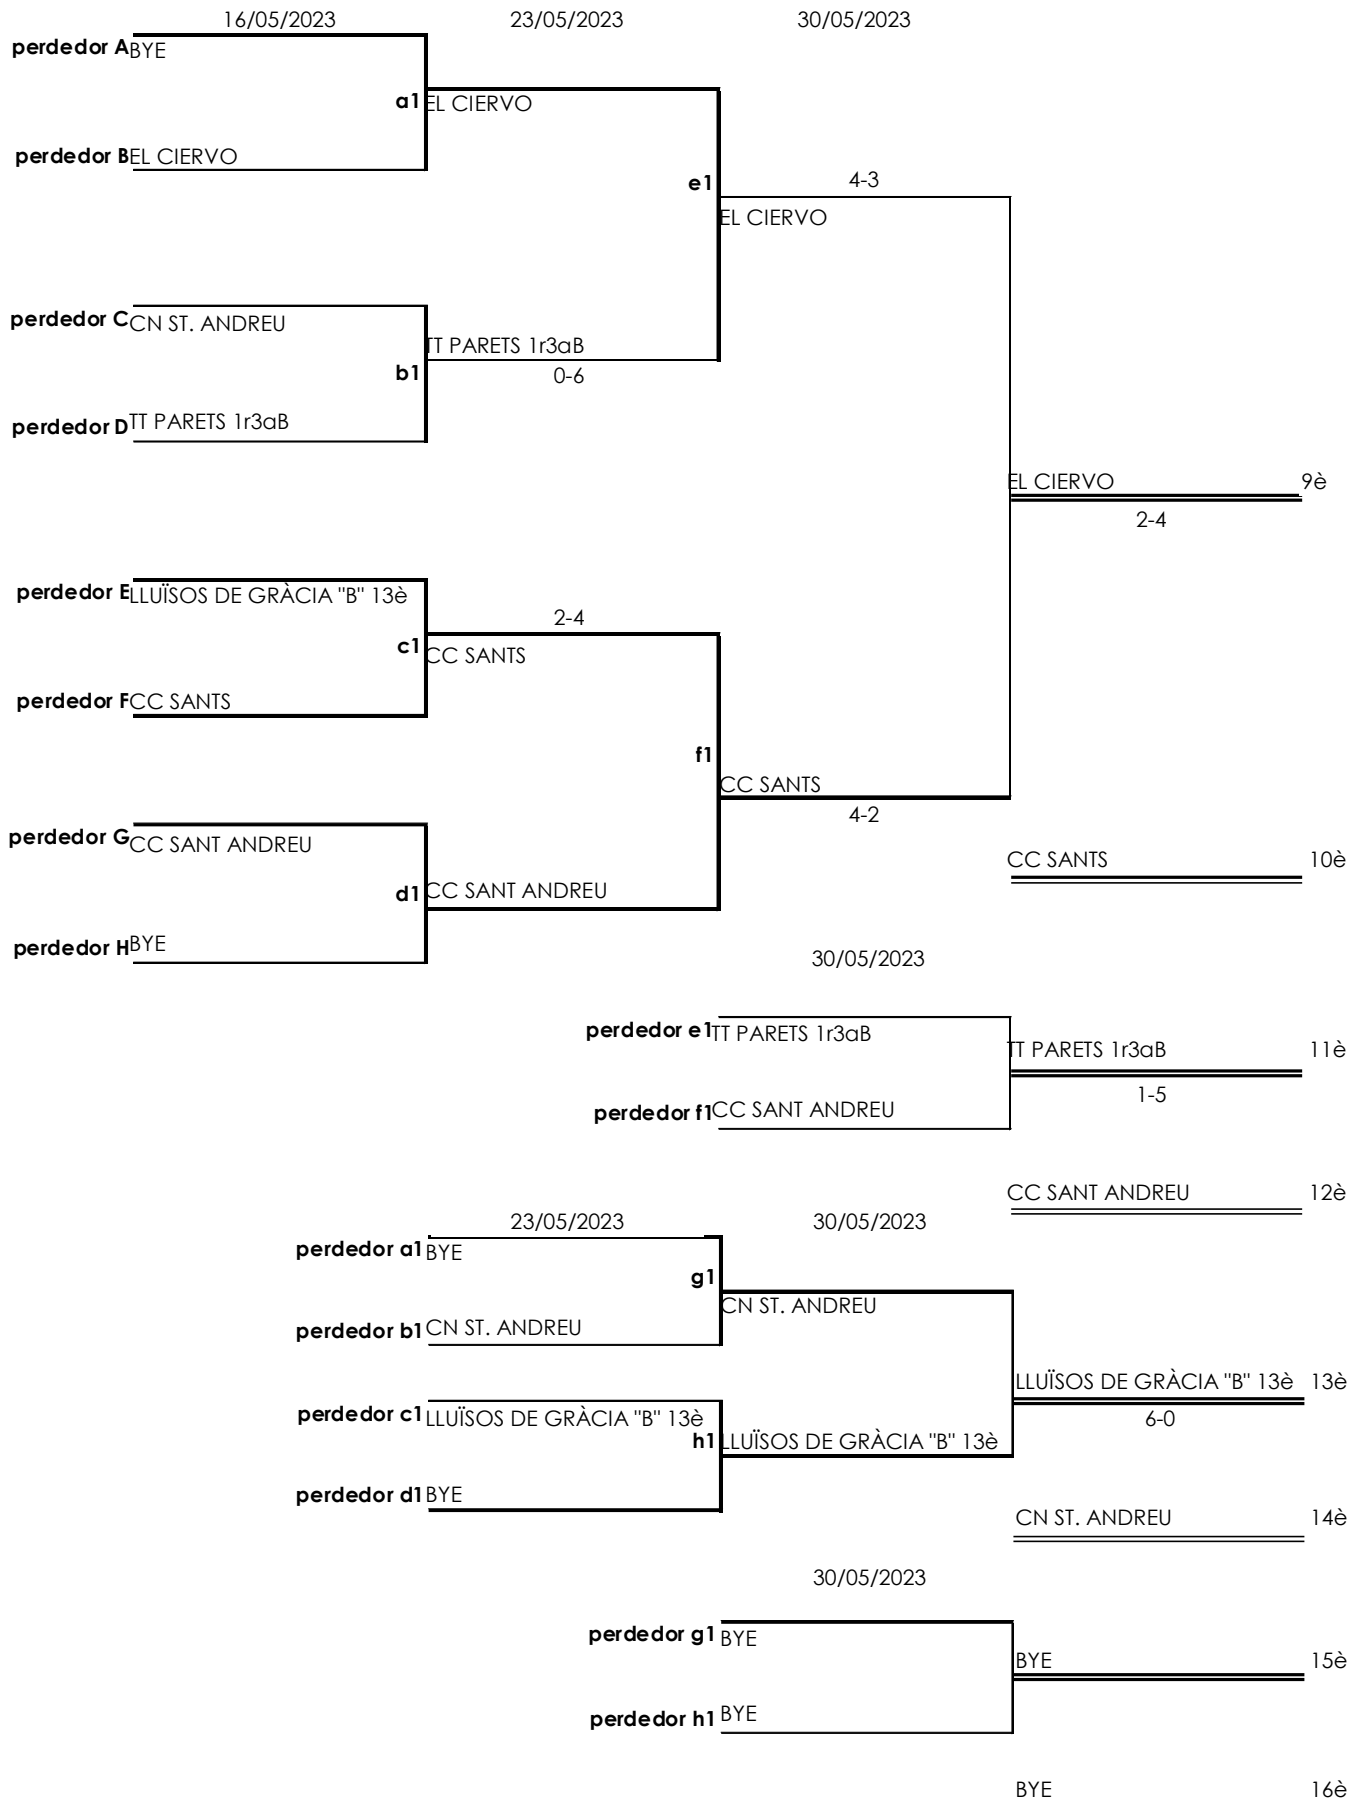 16/05/2023 23/05/2023 30/05/2023
perdedor A BYE
a1 EL CIERVO
perdedor B EL CIERVO
e1 4-3
EL CIERVO
perdedor C CN ST. ANDREU
TT PARETS 1r3aB
b1 0-6
perdedor D TT PARETS 1r3aB
EL CIERVO 9è
2-4
perdedor E LLUÏSOS DE GRÀCIA "B" 13è
2-4
c1 CC SANTS
perdedor F CC SANTS
f1
CC SANTS
4-2
perdedor G CC SANT ANDREU
CC SANTS 10è
d1 CC SANT ANDREU
perdedor H BYE
30/05/2023
perdedor e1 TT PARETS 1r3aB
TT PARETS 1r3aB 11è
1-5
perdedor f1 CC SANT ANDREU
CC SANT ANDREU 12è
23/05/2023 30/05/2023
perdedor a1 BYE
g1
CN ST. ANDREU
perdedor b1 CN ST. ANDREU
LLUÏSOS DE GRÀCIA "B" 13è 13è
6-0
perdedor c1 LLUÏSOS DE GRÀCIA "B" 13è
h1 LLUÏSOS DE GRÀCIA "B" 13è
perdedor d1 BYE
CN ST. ANDREU 14è
30/05/2023
perdedor g1 BYE
BYE 15è
perdedor h1 BYE
BYE 16è